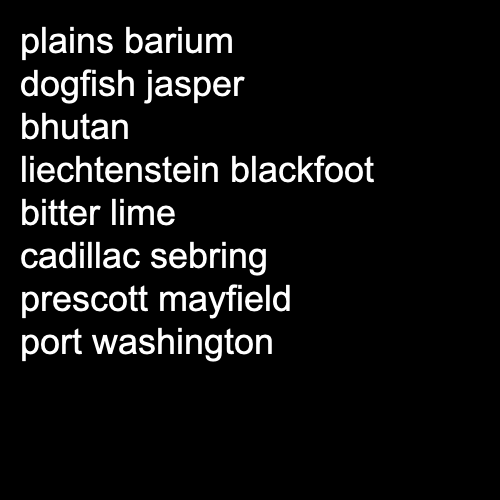 plains barium
dogfish jasper
bhutan
liechtenstein blackfoot
bitter lime
cadillac sebring
prescott mayfield
port washington